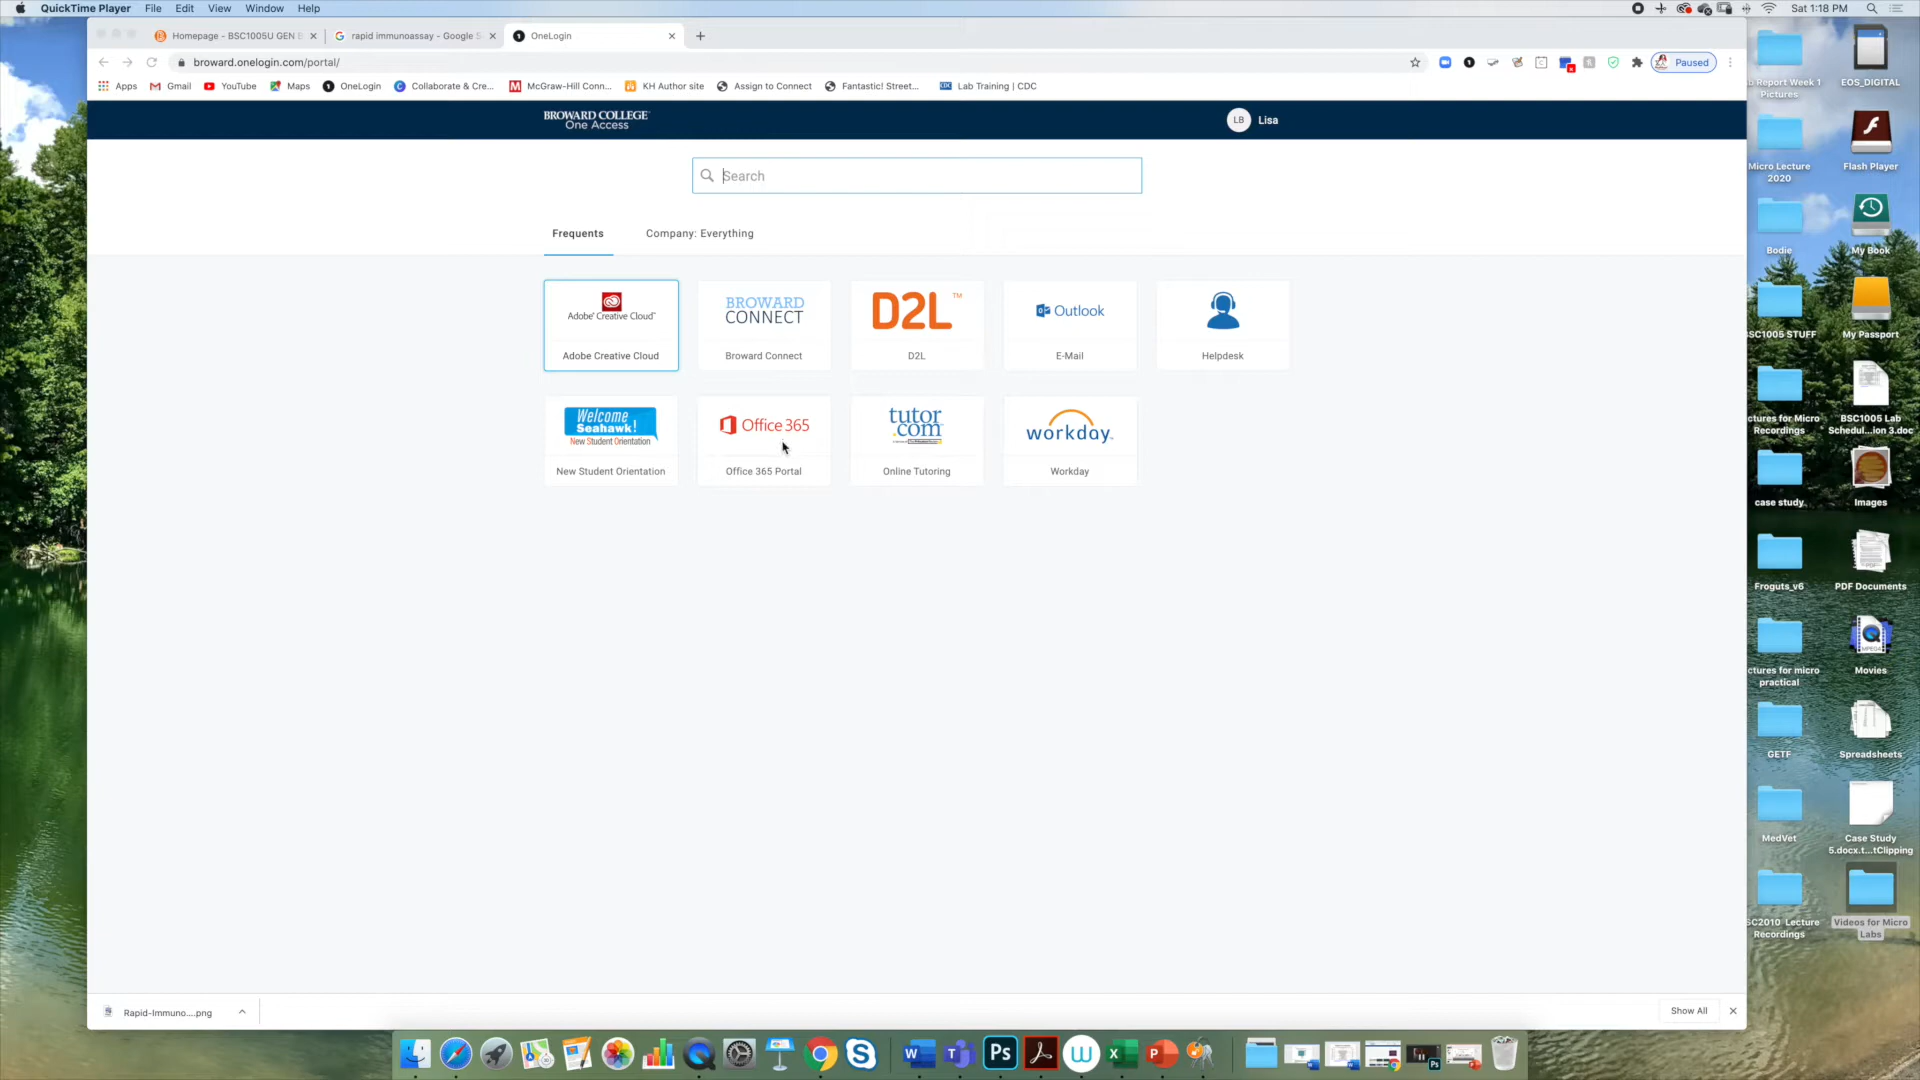 QuickTime Player File Edit View Window Help
Sat 1:18 PM
Homepage - BSC1005U GEN B
rapid immunoassay - Google S
OneLogin
broward.onelogin.com/portal/
Paused
Apps Gmail YouTube Maps OneLogin Collaborate & Cre... McGraw-Hill Conn... KH Author site Assign to Connect Fantastic! Street... Lab Training | CDC
BROWARD COLLEGE
One Access
LB Lisa
Search
Frequents Company: Everything
Adobe Creative Cloud
Adobe Creative Cloud
BROWARD
CONNECT
Broward Connect
D2L™
D2L
Outlook
E-Mail
Helpdesk
Welcome
Seahawk!
New Student Orientation
New Student Orientation
Office 365
Office 365 Portal
tutor
.com
Online Tutoring
workday
Workday
Rapid-Immuno....png
Show All
b Report Week 1
Pictures
EOS_DIGITAL
Micro Lecture
2020
Flash Player
Bodie
My Book
SC1005 STUFF
My Passport
ctures for Micro
Recordings
BSC1005 Lab
Schedul...ion 3.doc
case study
Images
Froguts_v6
PDF Documents
ctures for micro
practical
MPEG4
Movies
GETF
Spreadsheets
MedVet
Case Study
5.docx.t...tClipping
SC2010 Lecture
Recordings
Videos for Micro
Labs